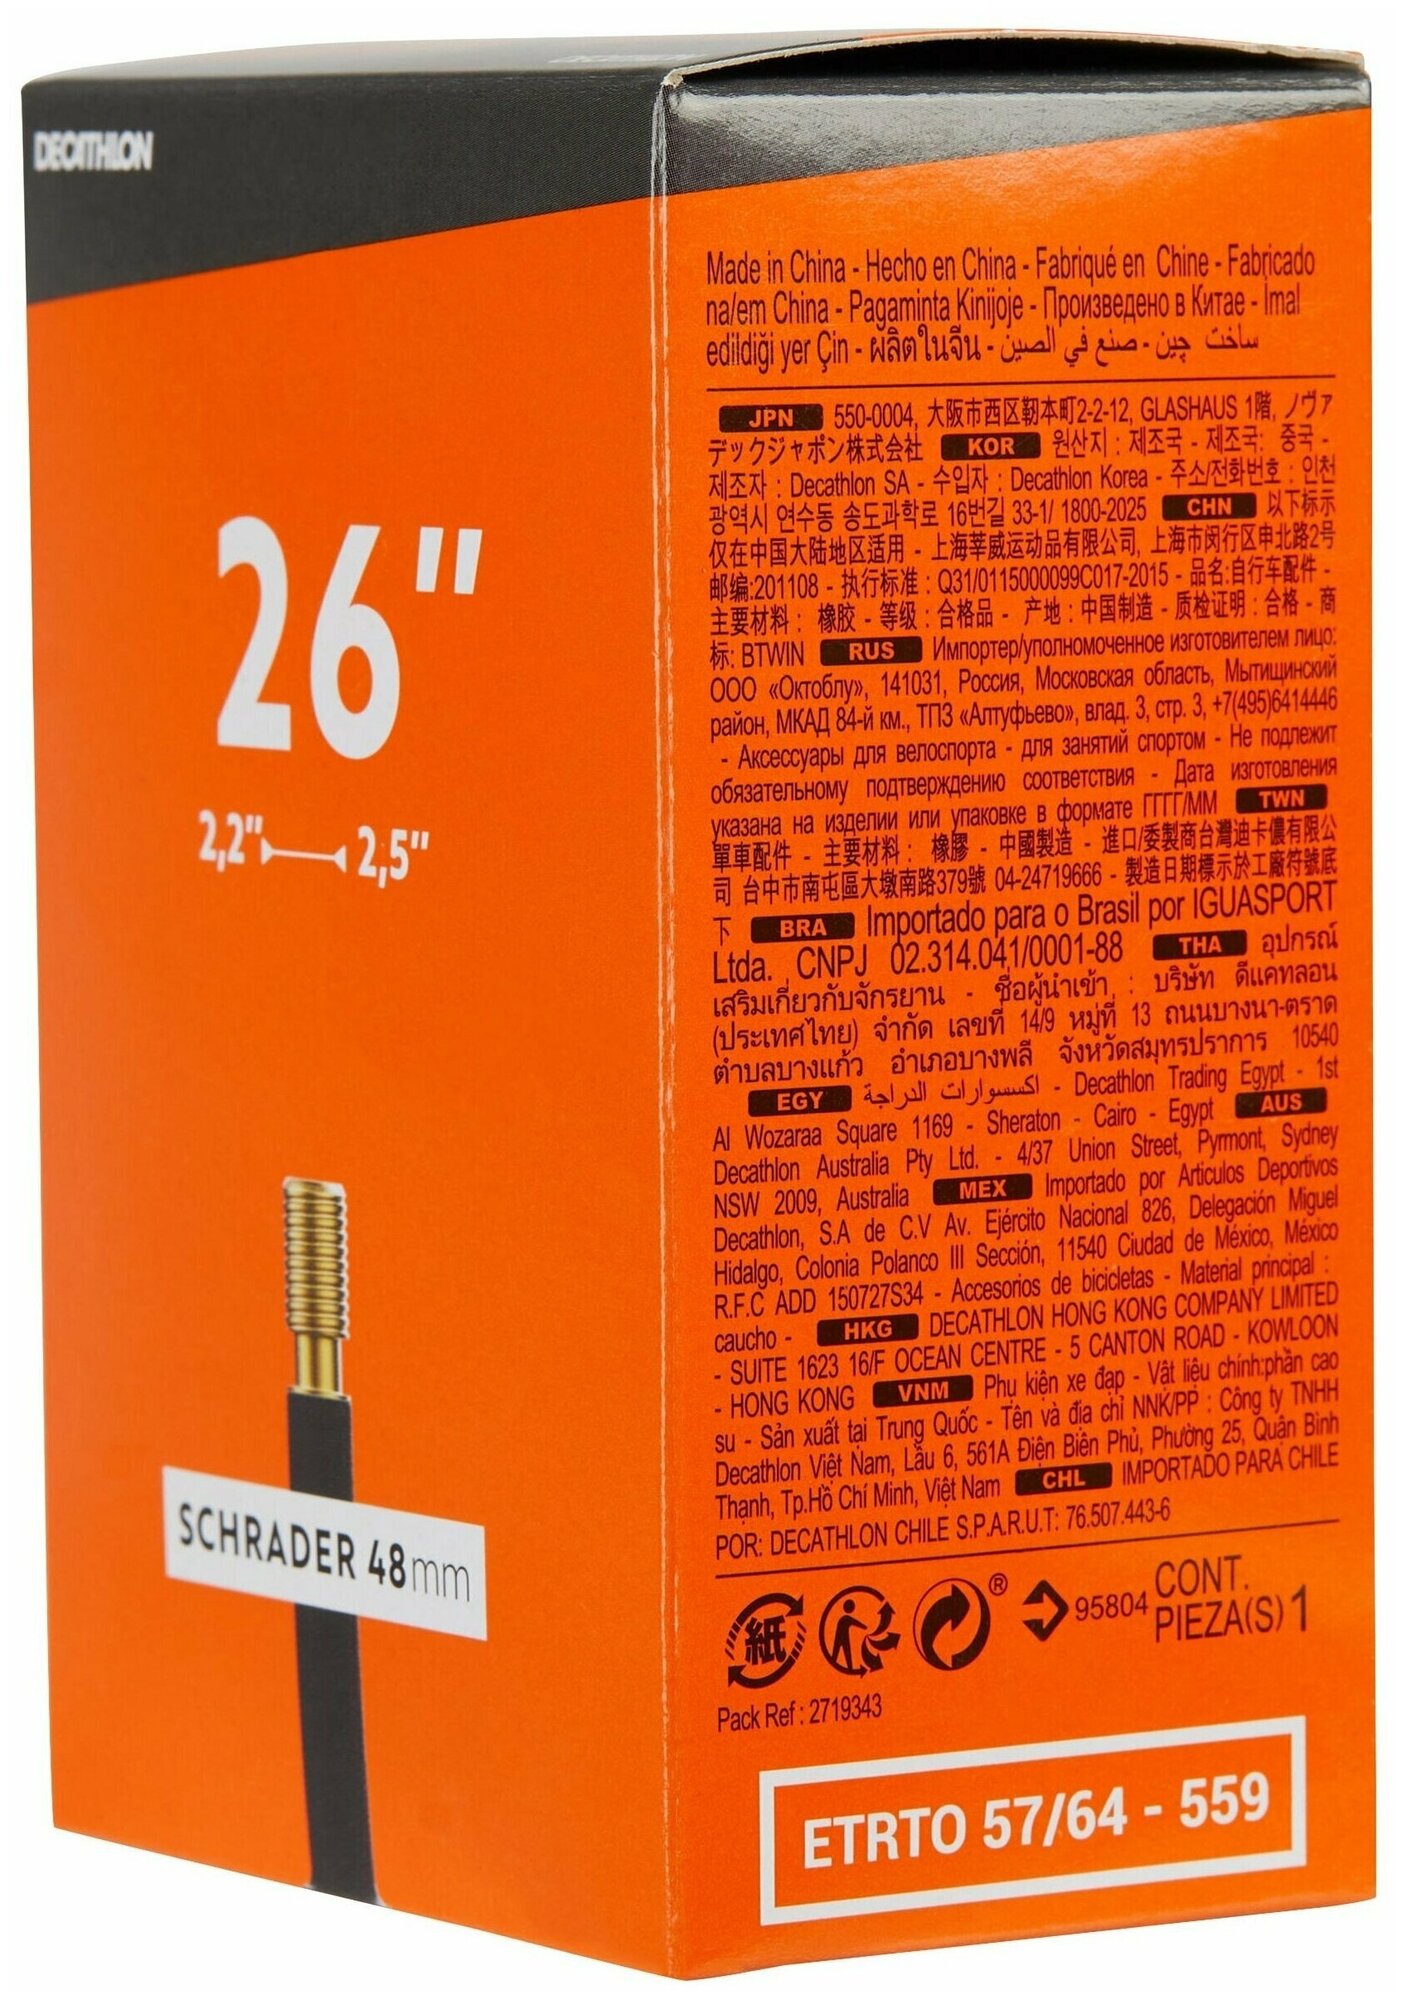 DECATHLON
26"
2,2" 2,5"
SCHRADER 48mm
Made in China - Hecho en China - Fabriqué en Chine - Fabricado
na/em China - Pagaminta Kinijoje - Произведено в Китае - İmal
edildiği yer Çin - ผลิตในจีน - ساخت چین - صنع في الصين
JPN 550-0004, 大阪市西区靭本町2-2-12, GLASHAUS 1階, ノヴァ
デックジャポン株式会社 KOR 원산지 : 제조국 - 제조국: 중국 -
제조자 : Decathlon SA - 수입자 : Decathlon Korea - 주소/전화번호 : 인천
광역시 연수동 송도과학로 16번길 33-1/ 1800-2025 CHN 以下标示
仅在中国大陆地区适用 - 上海莘威运动品有限公司, 上海市闵行区申北路2号
邮编:201108 - 执行标准 : Q31/0115000099C017-2015 - 品名:自行车配件 -
主要材料 : 橡胶 - 等级 : 合格品 - 产地 : 中国制造 - 质检证明 : 合格 - 商
标: BTWIN RUS Импортер/уполномоченное изготовителем лицо:
ООО «Октоблу», 141031, Россия, Московская область, Мытищинский
район, МКАД 84-й км., ТПЗ «Алтуфьево», влад. 3, стр. 3, +7(495)6414446
- Аксессуары для велоспорта - для занятий спортом - Не подлежит
обязательному подтверждению соответствия - Дата изготовления
указана на изделии или упаковке в формате ГГГГ/ММ TWN
單車配件 - 主要材料 : 橡膠 - 中國製造 - 進口/委製商台灣迪卡儂有限公
司 台中市南屯區大墩南路379號 04-24719666 - 製造日期標示於工廠符號底
下 BRA Importado para o Brasil por IGUASPORT
Ltda. CNPJ 02.314.041/0001-88 THA อุปกรณ์
เสริมเกี่ยวกับจักรยาน - ชื่อผู้นำเข้า : บริษัท ดีแคทลอน
(ประเทศไทย) จำกัด เลขที่ 14/9 หมู่ที่ 13 ถนนบางนา-ตราด
ตำบลบางแก้ว อำเภอบางพลี จังหวัดสมุทรปราการ 10540
EGY اكسسوارات الدراجة - Decathlon Trading Egypt - 1st
Al Wozaraa Square 1169 - Sheraton - Cairo - Egypt AUS
Decathlon Australia Pty Ltd. - 4/37 Union Street, Pyrmont, Sydney
NSW 2009, Australia MEX Importado por Articulos Deportivos
Decathlon, S.A de C.V Av. Ejército Nacional 826, Delegación Miguel
Hidalgo, Colonia Polanco III Sección, 11540 Ciudad de México, México
R.F.C ADD 150727S34 - Accesorios de bicicletas - Material principal :
caucho - HKG DECATHLON HONG KONG COMPANY LIMITED
- SUITE 1623 16/F OCEAN CENTRE - 5 CANTON ROAD - KOWLOON
- HONG KONG VNM Phụ kiện xe đạp - Vật liệu chính:phần cao
su - Sản xuất tại Trung Quốc - Tên và địa chỉ NNK/PP : Công ty TNHH
Decathlon Việt Nam, Lầu 6, 561A Điện Biên Phủ, Phường 25, Quận Bình
Thạnh, Tp.Hồ Chí Minh, Việt Nam CHL IMPORTADO PARA CHILE
POR: DECATHLON CHILE S.P.A.R.U.T: 76.507.443-6
紙 ® 95804 CONT.
PIEZA(S) 1
Pack Ref : 2719343
ETRTO 57/64 - 559